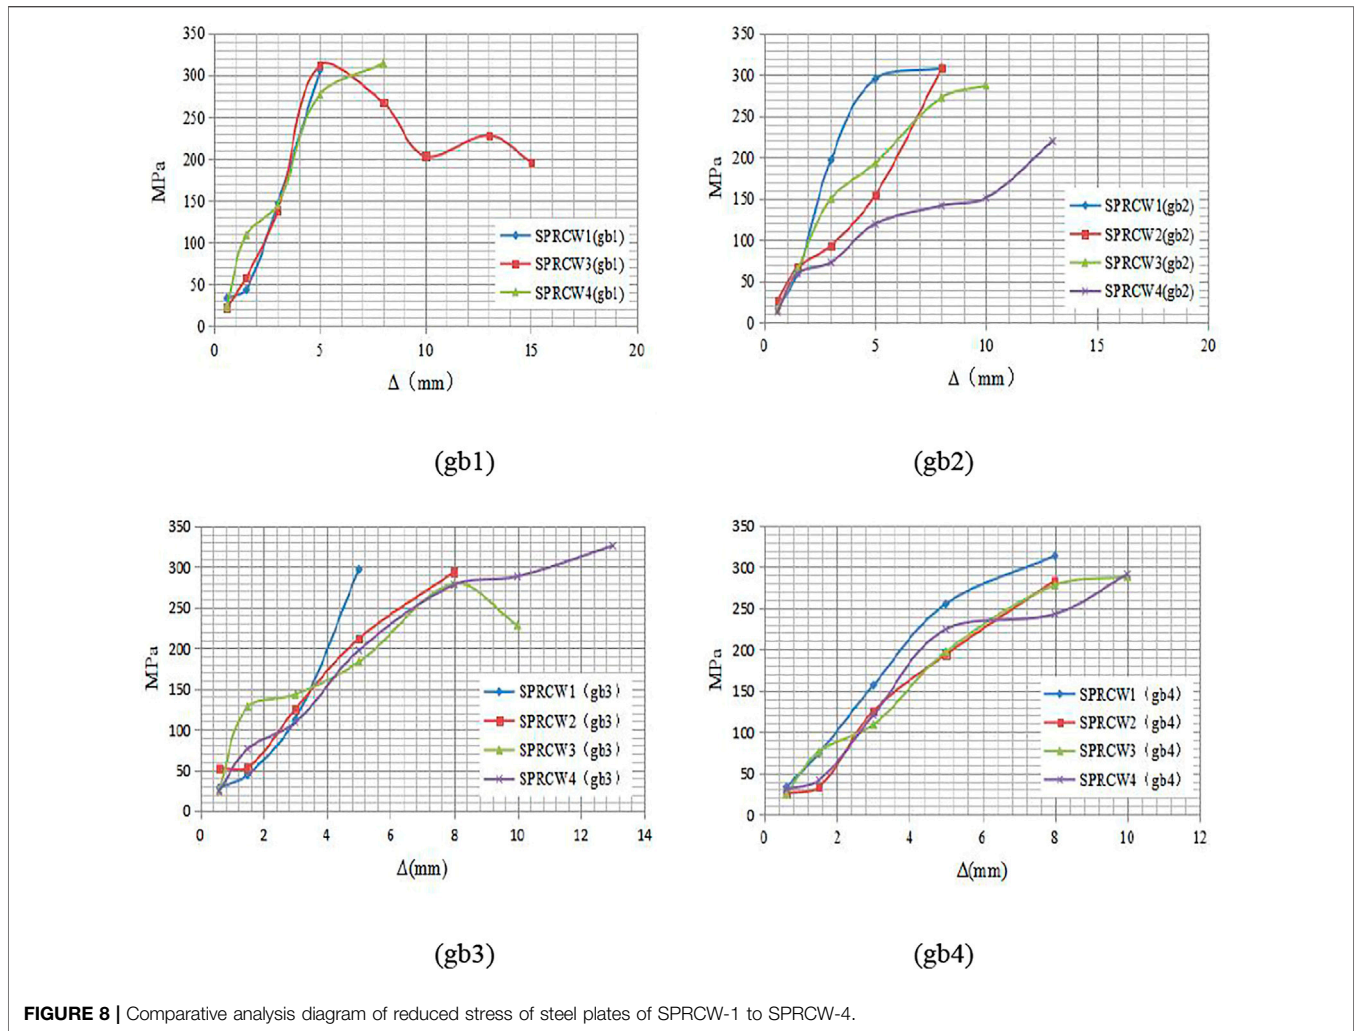 350
300
250
200
150
100
50
0
MPa
SPRCW1(gb1)
SPRCW3(gb1)
SPRCW4(gb1)
0 5 10 15 20
Δ（mm）
(gb1)
350
300
250
200
150
100
50
0
MPa
SPRCW1(gb2)
SPRCW2(gb2)
SPRCW3(gb2)
SPRCW4(gb2)
0 5 10 15 20
Δ（mm）
(gb2)
350
300
250
200
150
100
50
0
MPa
SPRCW1（gb3）
SPRCW2（gb3）
SPRCW3（gb3）
SPRCW4（gb3）
0 2 4 6 8 10 12 14
Δ(mm)
(gb3)
350
300
250
200
150
100
50
0
MPa
SPRCW1（gb4）
SPRCW2（gb4）
SPRCW3（gb4）
SPRCW4（gb4）
0 2 4 6 8 10 12
Δ(mm)
(gb4)
FIGURE 8 | Comparative analysis diagram of reduced stress of steel plates of SPRCW-1 to SPRCW-4.